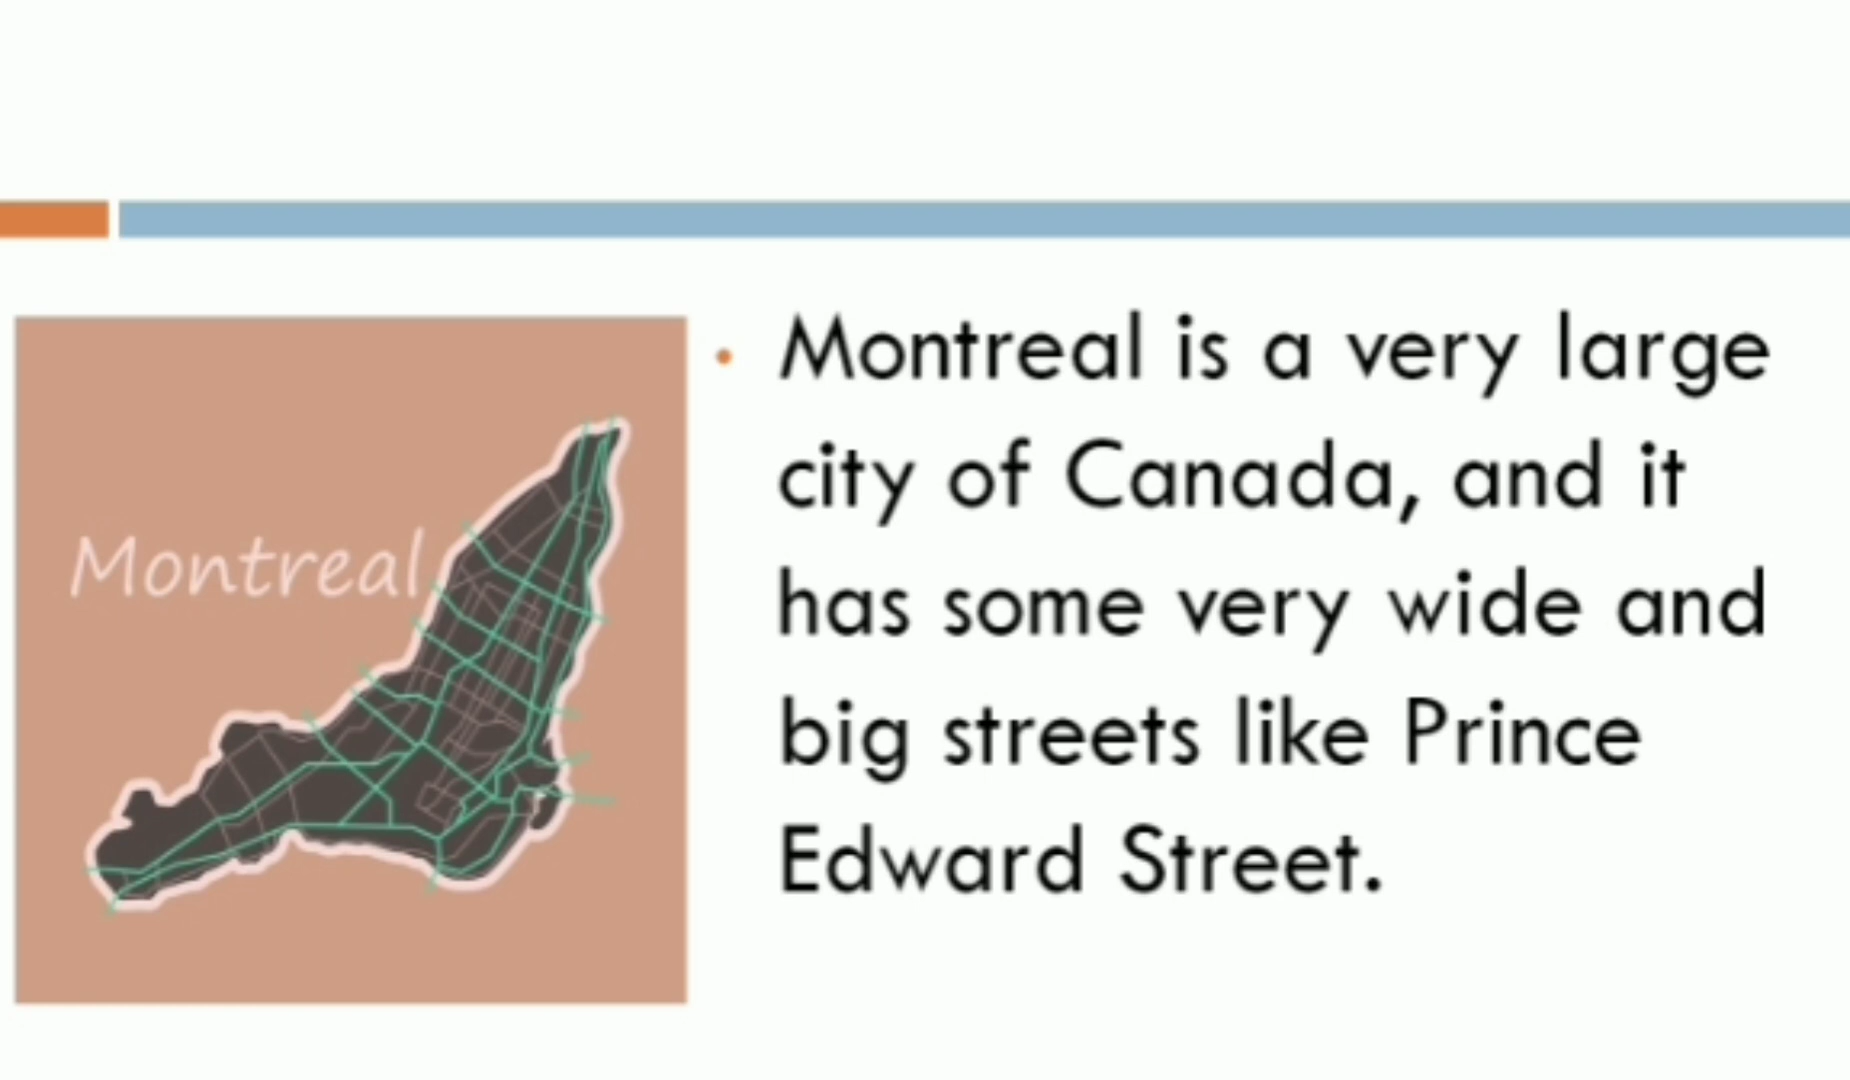 Montreal
• Montreal is a very large
city of Canada, and it
has some very wide and
big streets like Prince
Edward Street.